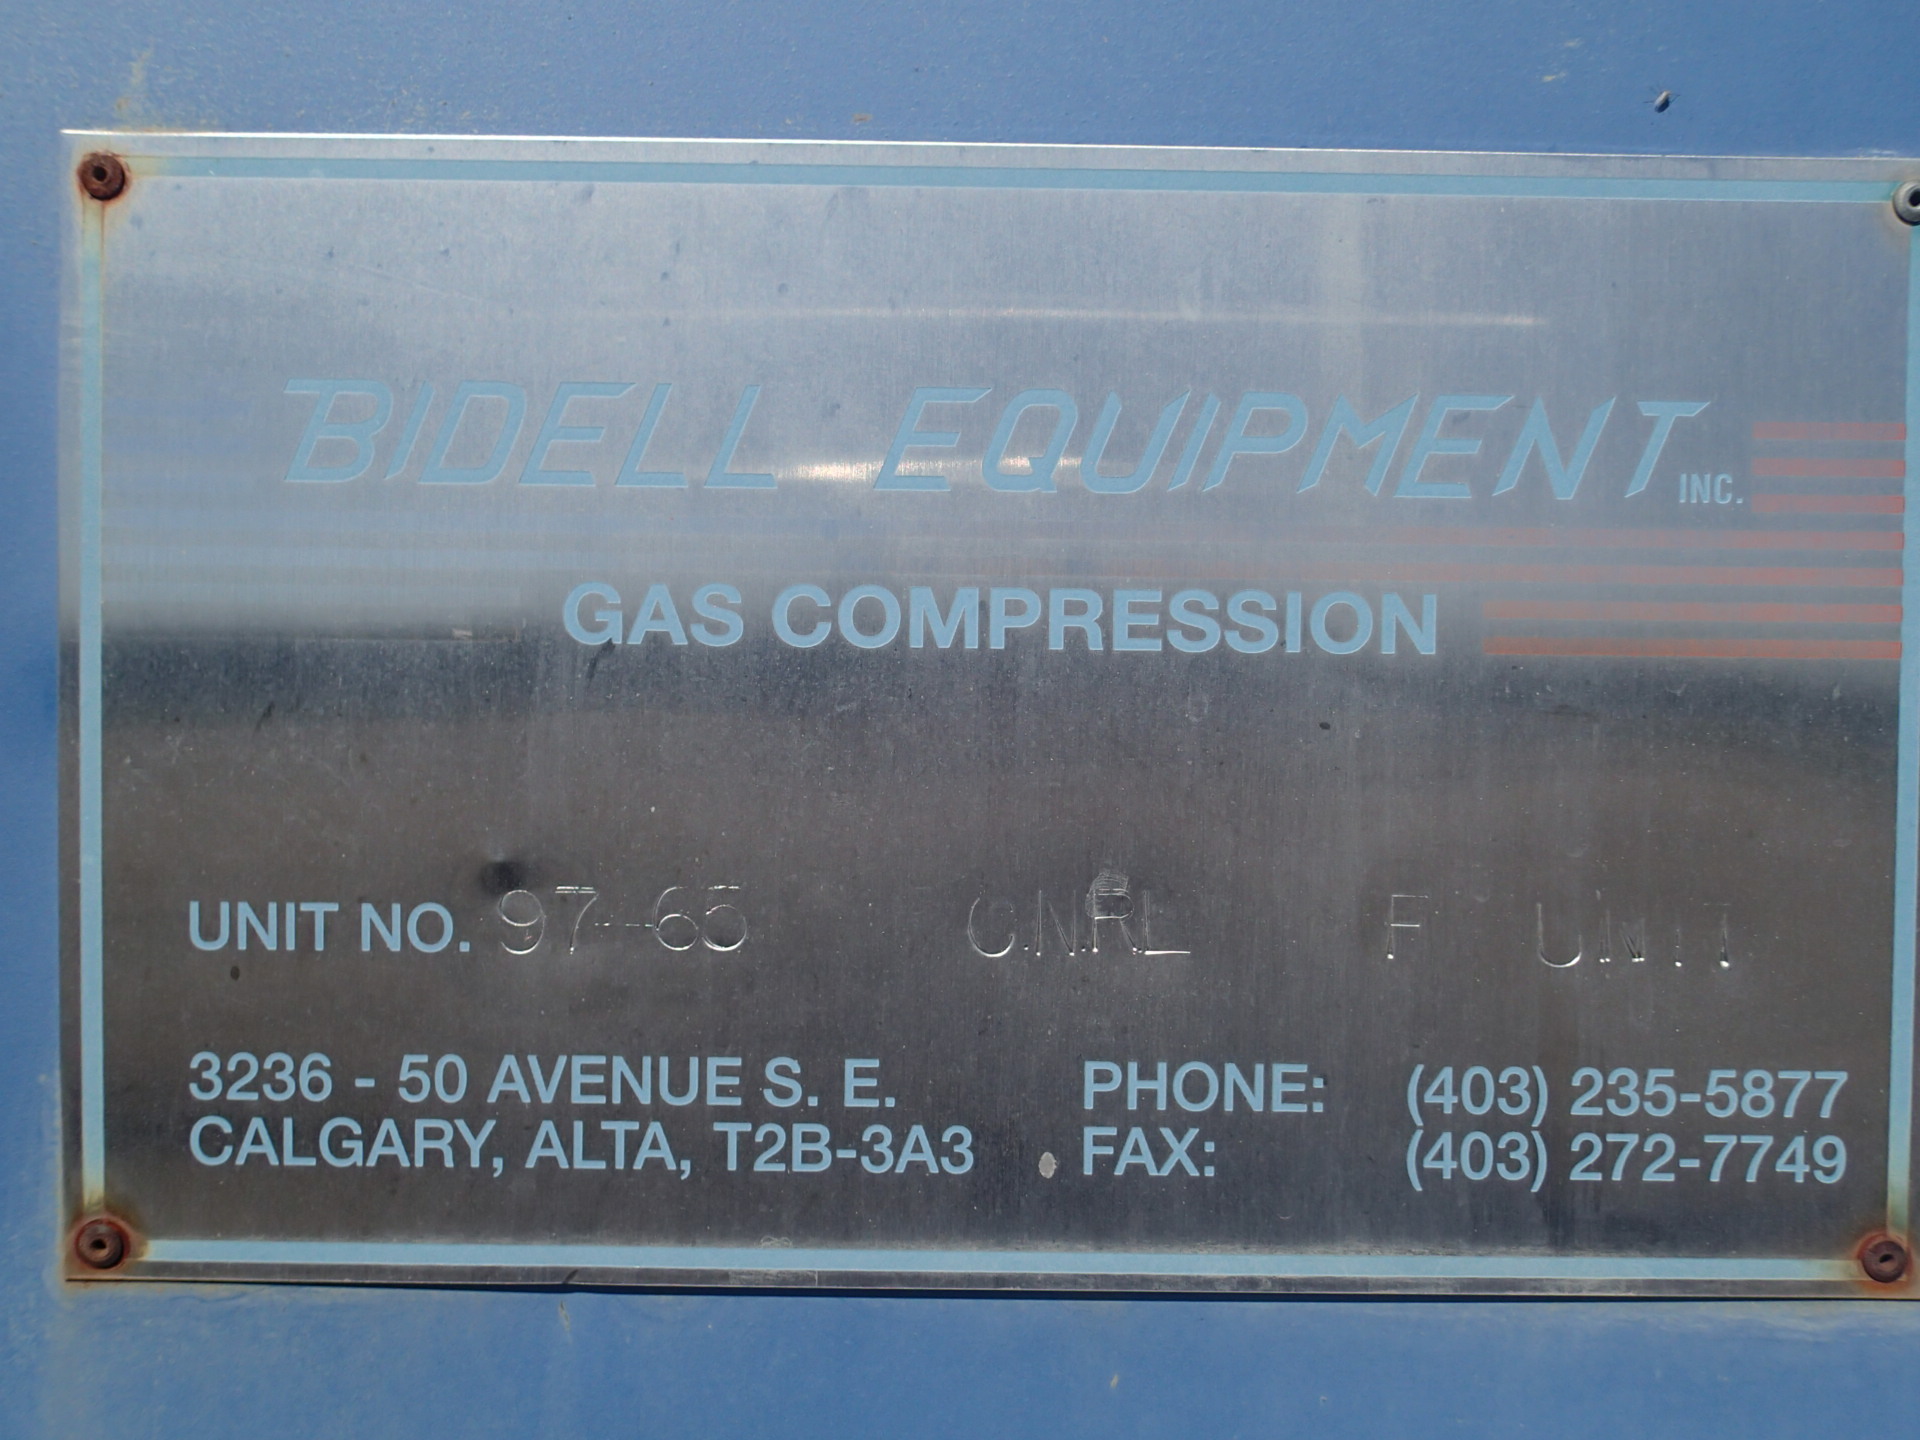 BIDELL EQUIPMENT INC.
GAS COMPRESSION
UNIT NO. 97-65 C.N.R.L F UNIT
3236 - 50 AVENUE S. E. PHONE: (403) 235-5877
CALGARY, ALTA, T2B-3A3 FAX: (403) 272-7749